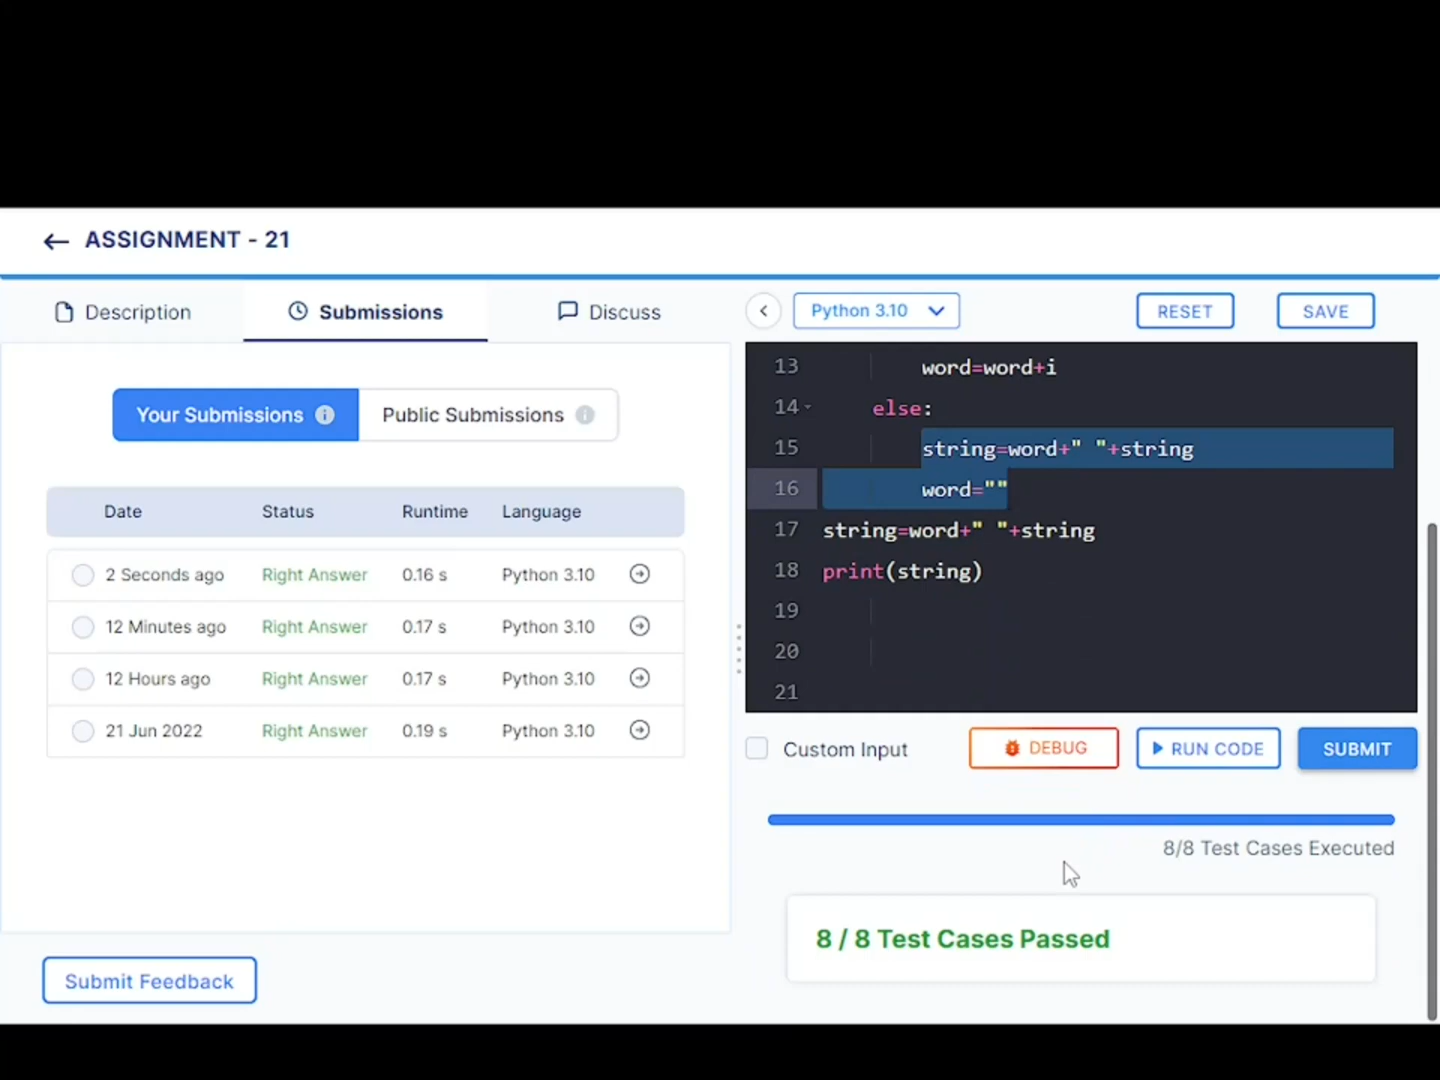 ASSIGNMENT - 21
Description
Submissions
Discuss
Python 3.10
RESET
SAVE
Your Submissions
Public Submissions
Date Status Runtime Language
2 Seconds ago Right Answer 0.16 s Python 3.10
12 Minutes ago Right Answer 0.17 s Python 3.10
12 Hours ago Right Answer 0.17 s Python 3.10
21 Jun 2022 Right Answer 0.19 s Python 3.10
Submit Feedback
13 word=word+i
14 else:
15 string=word+" "+string
16 word=""
17 string=word+" "+string
18 print(string)
19
20
21
Custom Input
DEBUG
RUN CODE
SUBMIT
8/8 Test Cases Executed
8 / 8 Test Cases Passed